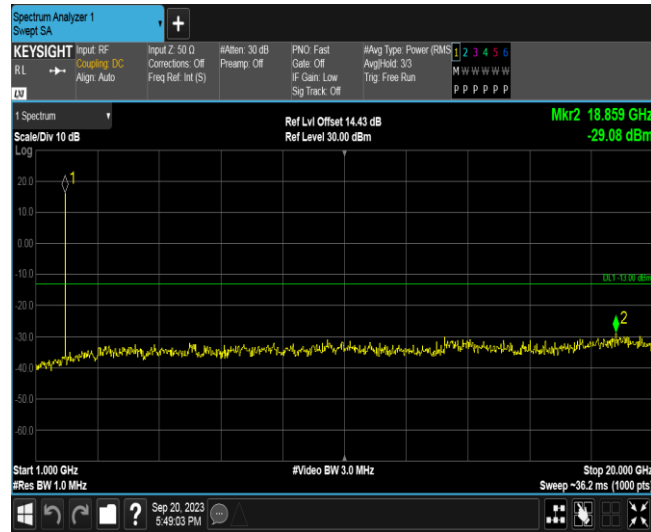 Spectrum Analyzer 1
Swept SA
+
KEYSIGHT
RL
LXI
Input: RF
Coupling: DC
Align: Auto
Input Z: 50 Ω
Corrections: Off
Freq Ref: Int (S)
#Atten: 30 dB
Preamp: Off
PNO: Fast
Gate: Off
IF Gain: Low
Sig Track: Off
#Avg Type: Power (RMS
Avg|Hold: 3/3
Trig: Free Run
1 2 3 4 5 6
M W W W W W
P P P P P P
1 Spectrum
Scale/Div 10 dB
Log
Ref Lvl Offset 14.43 dB
Ref Level 30.00 dBm
Mkr2 18.859 GHz
-29.08 dBm
1
20.0
10.0
0.00
-10.0
DL1 -13.00 dBm
-20.0
2
-30.0
-40.0
-50.0
-60.0
Start 1.000 GHz
#Res BW 1.0 MHz
#Video BW 3.0 MHz
Stop 20.000 GHz
Sweep ~36.2 ms (1000 pts)
?
Sep 20, 2023
5:49:03 PM